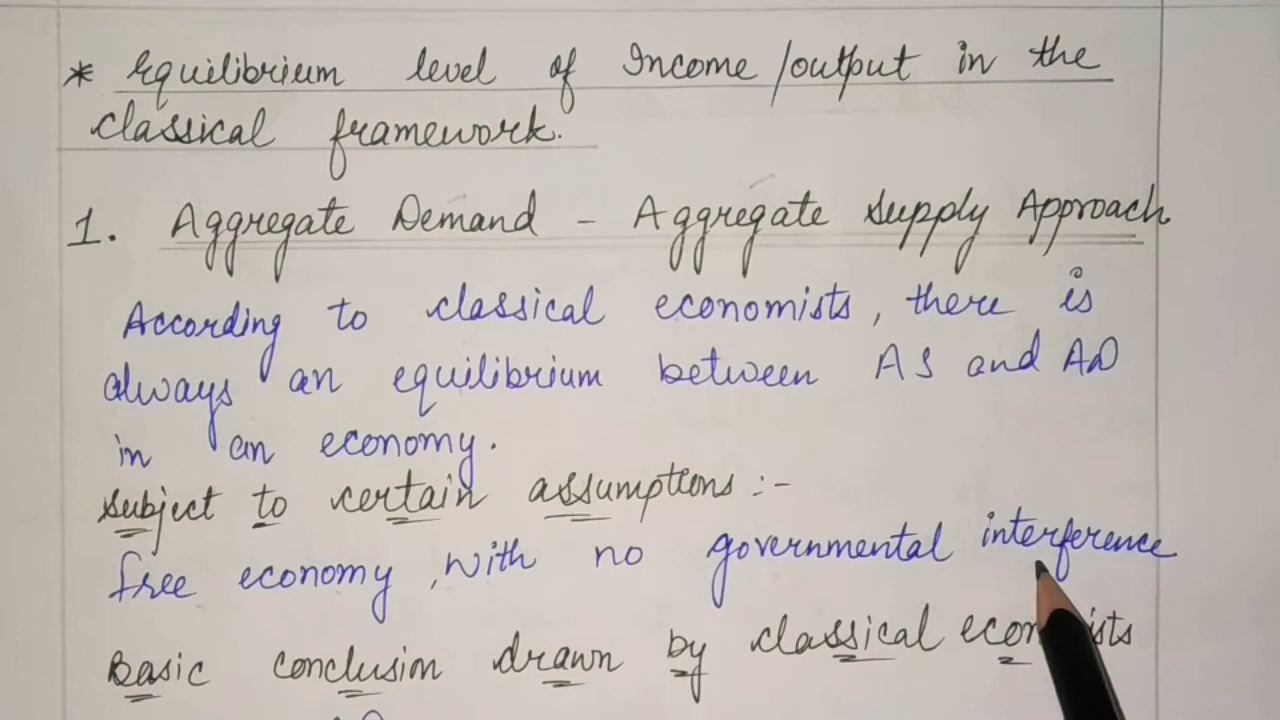 * Equilibrium level of Income/output in the
classical framework.
1. Aggregate Demand - Aggregate Supply Approach
According to classical economists, there is
always an equilibrium between AS and AD
in an economy.
Subject to certain assumptions :-
free economy, with no governmental interference
Basic conclusion drawn by classical